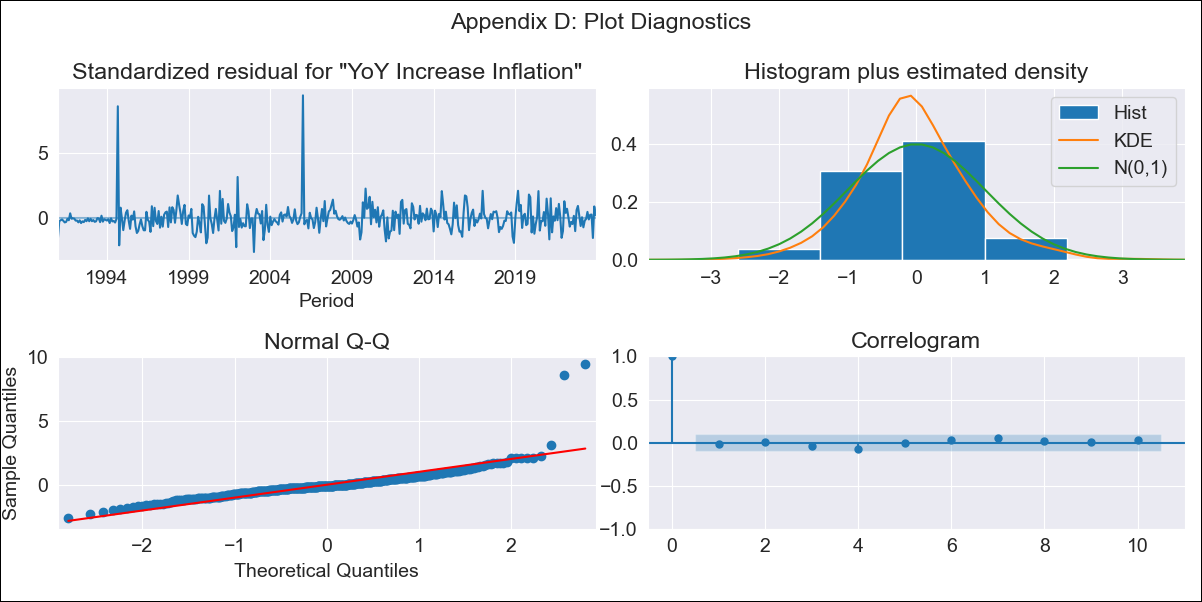 Appendix D: Plot Diagnostics
Standardized residual for "YoY Increase Inflation"
5
0
1994 1999 2004 2009 2014 2019
Period
Histogram plus estimated density
Hist
KDE
N(0,1)
0.4
0.2
0.0
−3 −2 −1 0 1 2 3
Normal Q-Q
Sample Quantiles
10
5
0
−2 −1 0 1 2
Theoretical Quantiles
Correlogram
1.0
0.5
0.0
−0.5
−1.0
0 2 4 6 8 10